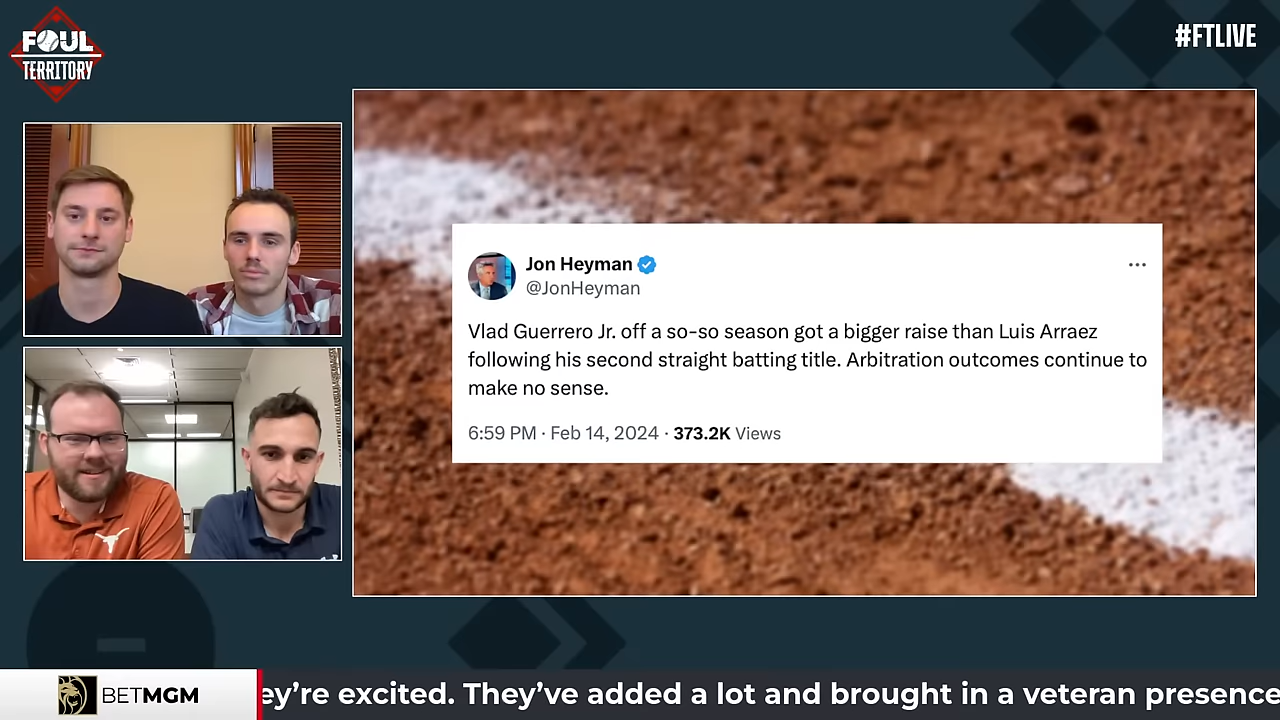 FOUL
TERRITORY
#FTLIVE
Jon Heyman
@JonHeyman
Vlad Guerrero Jr. off a so-so season got a bigger raise than Luis Arraez
following his second straight batting title. Arbitration outcomes continue to
make no sense.
6:59 PM · Feb 14, 2024 · 373.2K Views
BETMGM
ey’re excited. They’ve added a lot and brought in a veteran presence